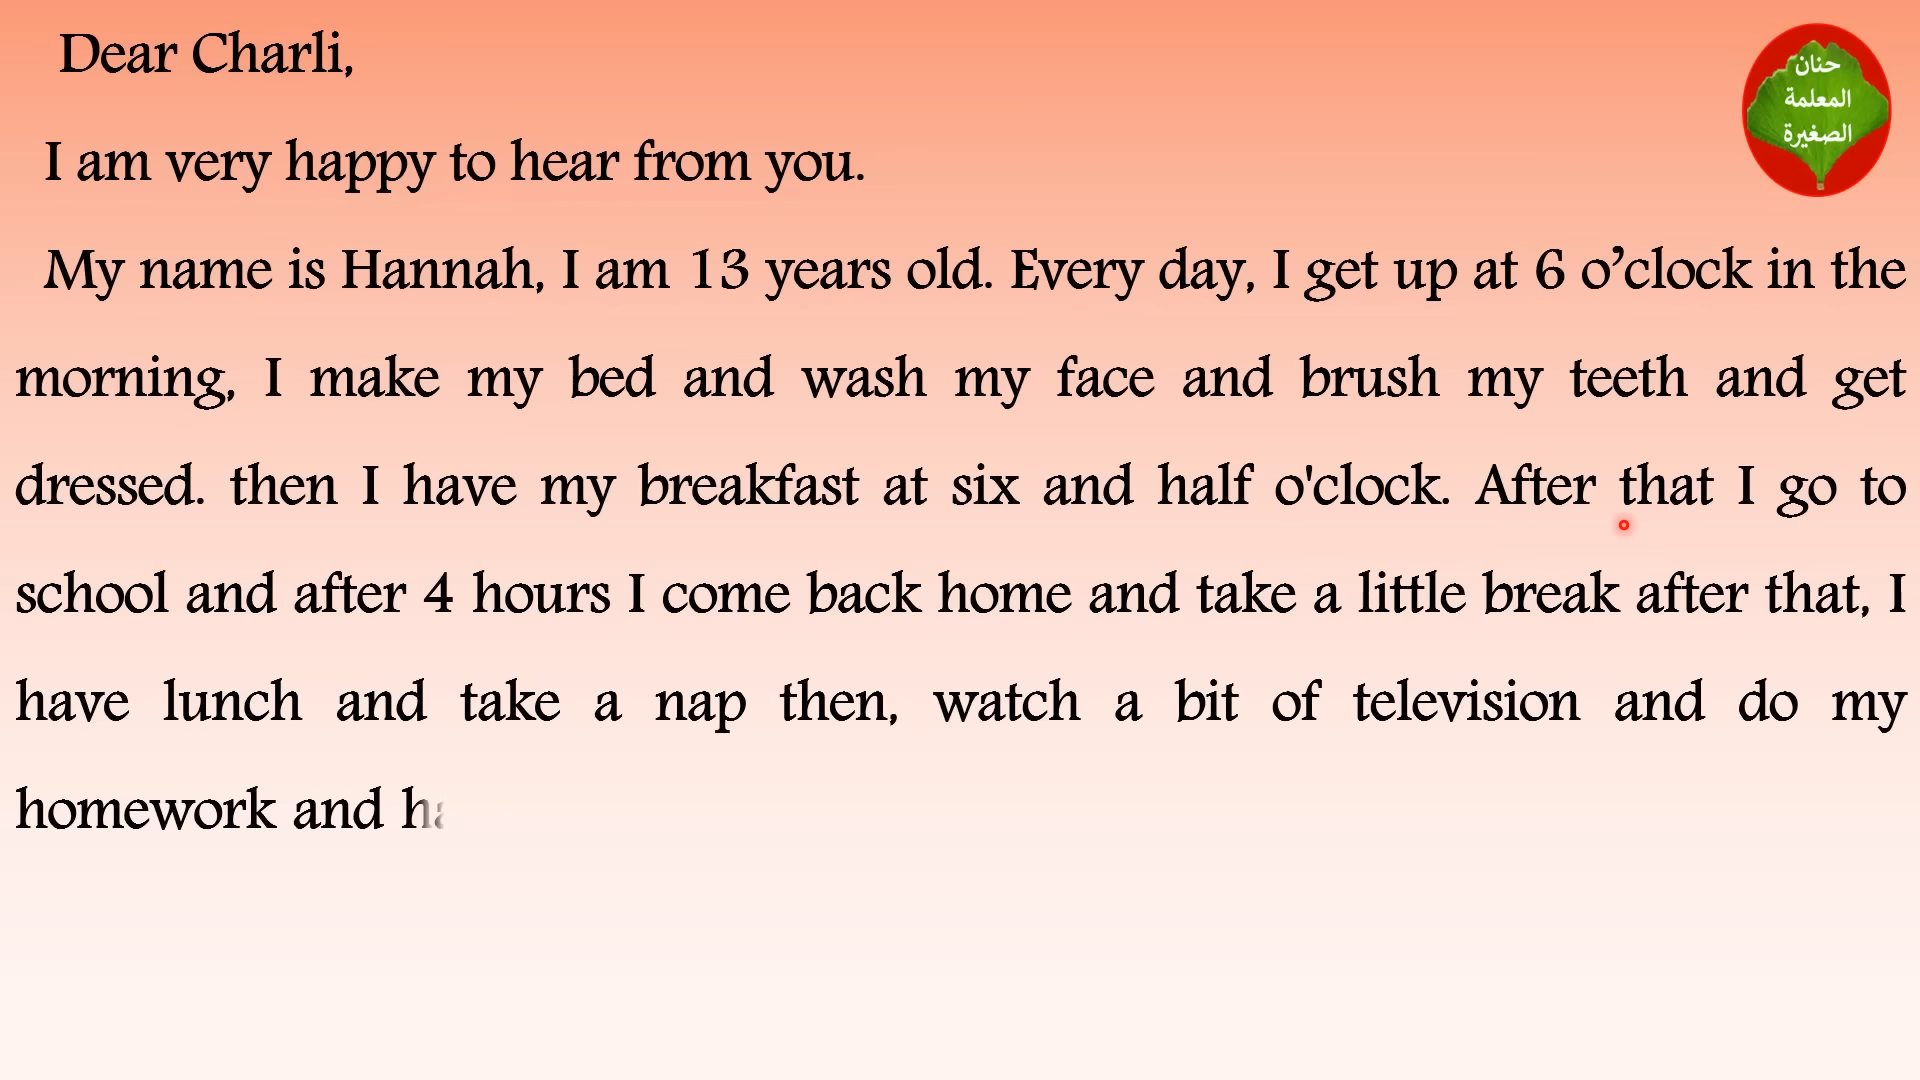 Dear Charli,
حنان
المعلمة
الصغيرة
I am very happy to hear from you.
My name is Hannah, I am 13 years old. Every day, I get up at 6 o’clock in the
morning, I make my bed and wash my face and brush my teeth and get
dressed. then I have my breakfast at six and half o'clock. After that I go to
school and after 4 hours I come back home and take a little break after that, I
have lunch and take a nap then, watch a bit of television and do my
homework and